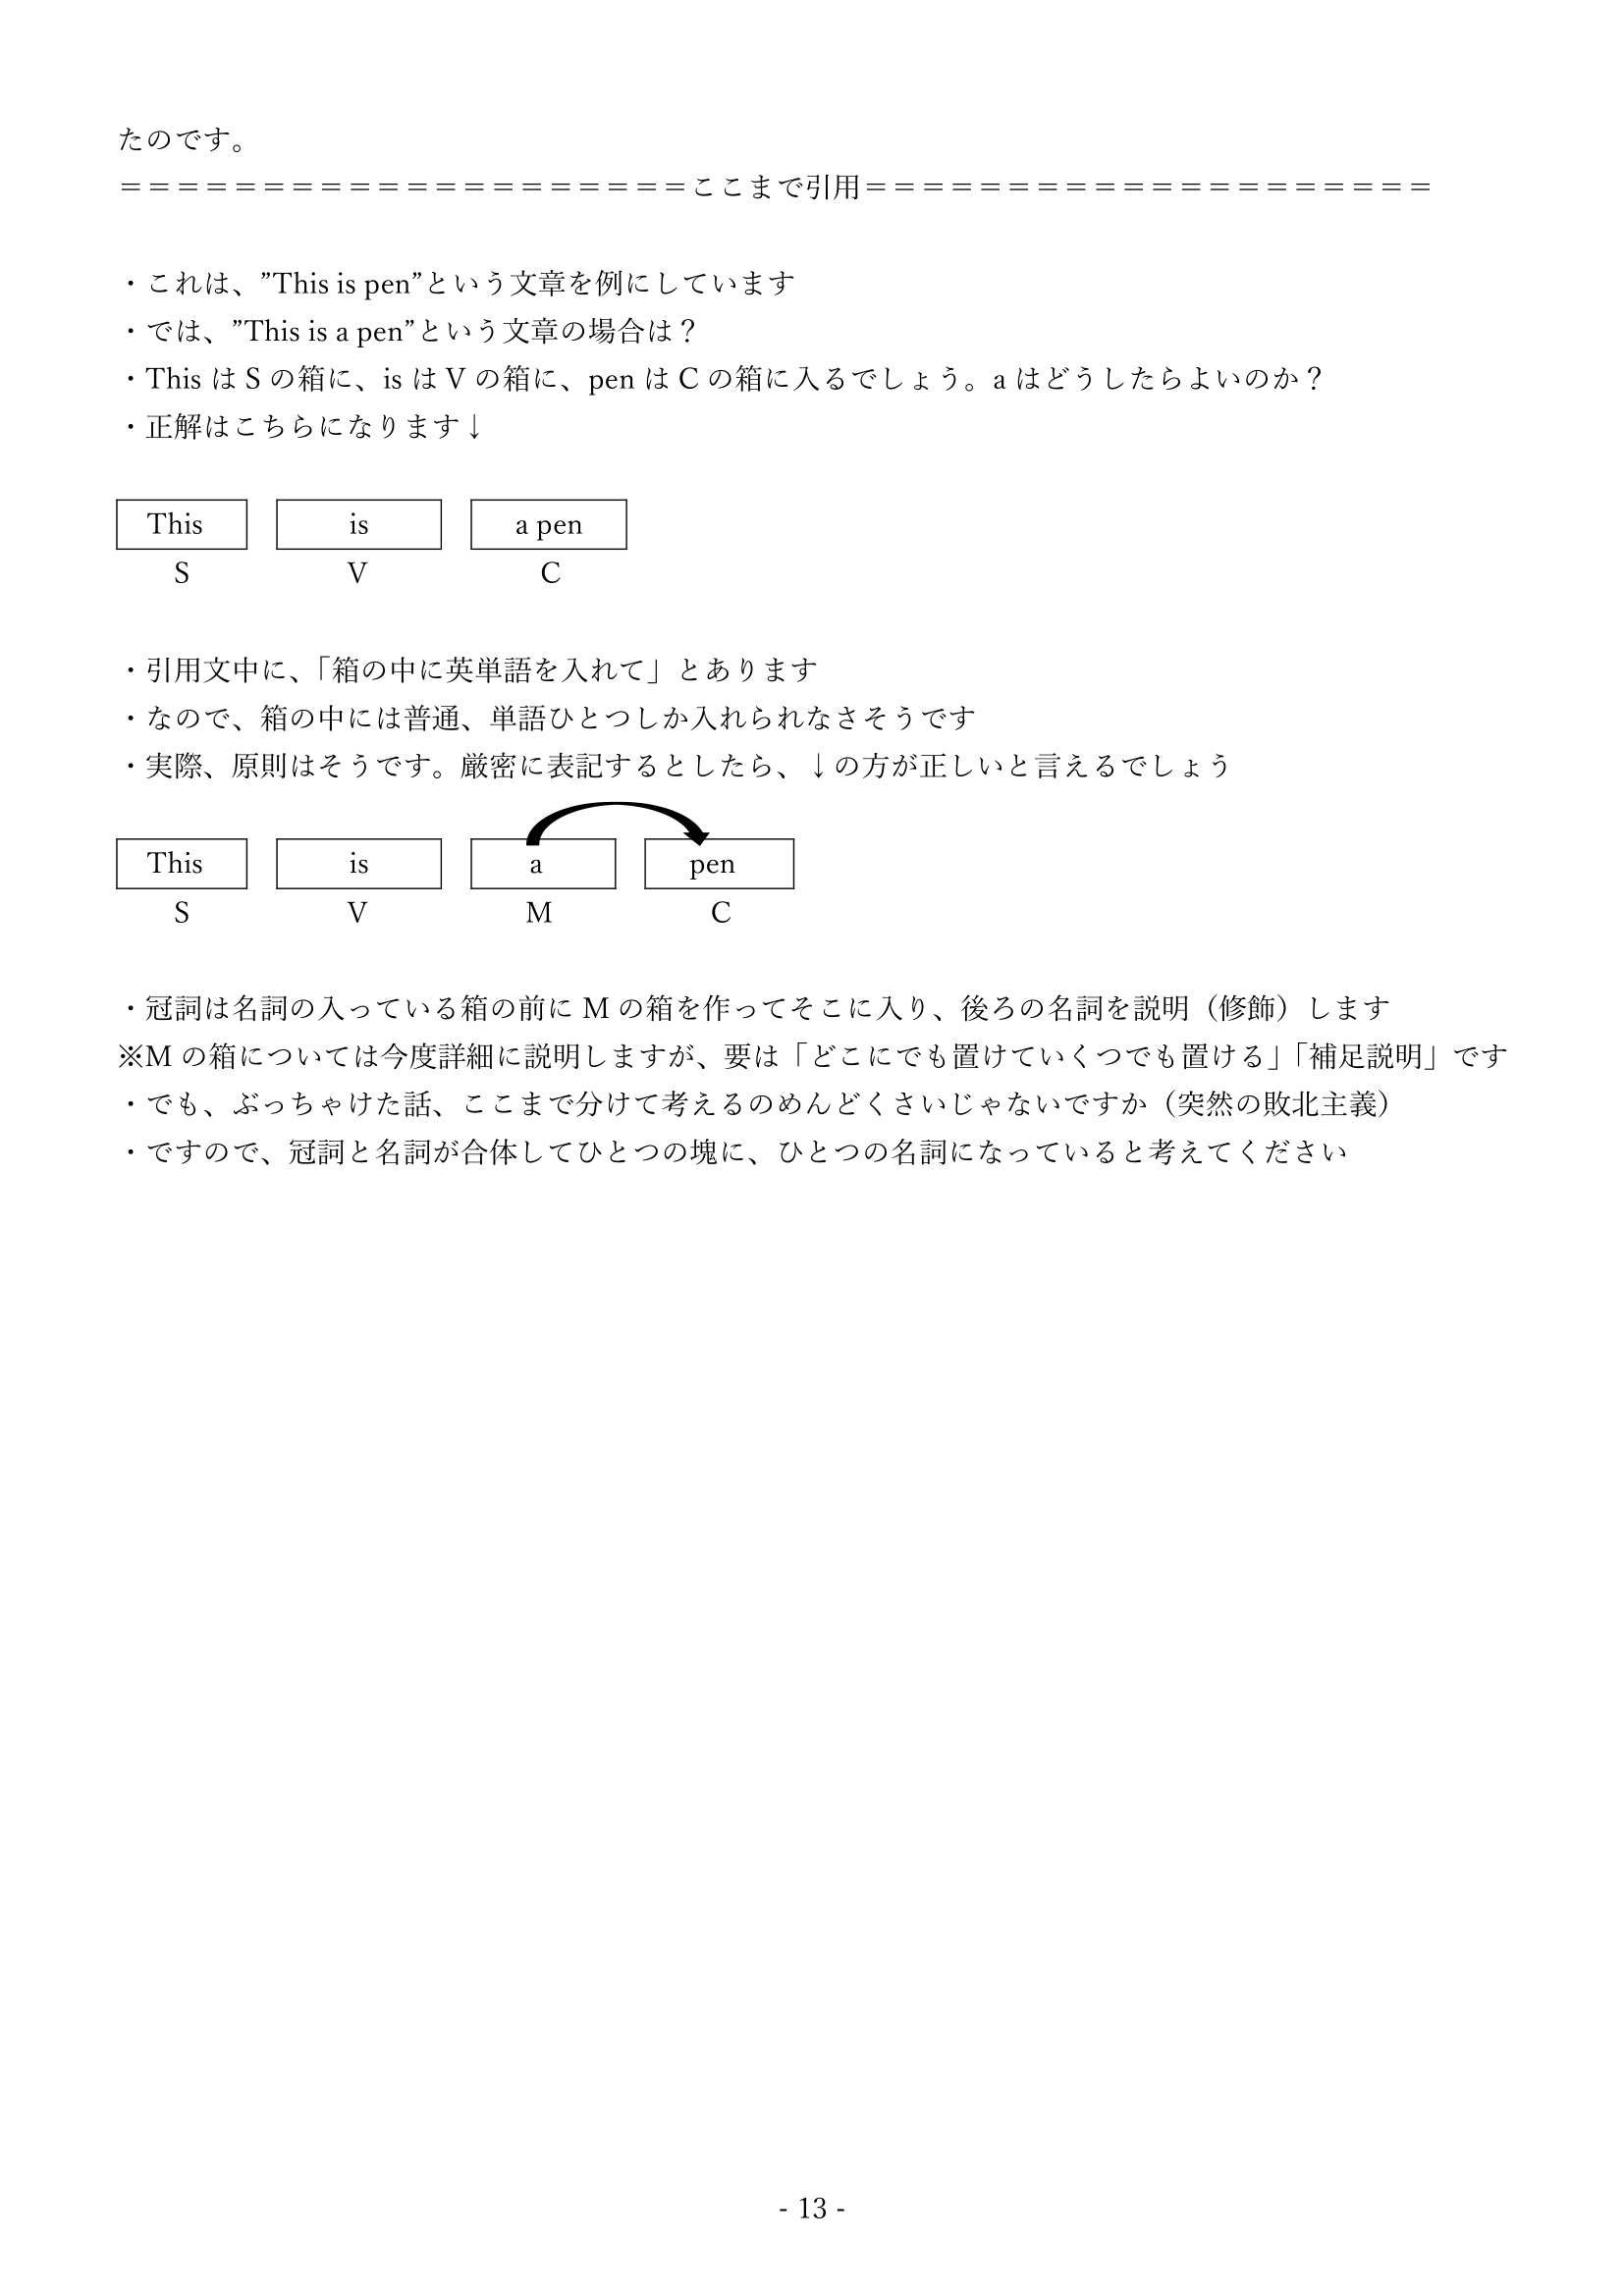 たのです。
＝＝＝＝＝＝＝＝＝＝＝＝＝＝＝＝＝＝＝＝ここまで引用＝＝＝＝＝＝＝＝＝＝＝＝＝＝＝＝＝＝＝＝
・これは、”This is pen”という文章を例にしています
・では、”This is a pen”という文章の場合は？
・This は S の箱に、is は V の箱に、pen は C の箱に入るでしょう。a はどうしたらよいのか？
・正解はこちらになります↓
This is a pen
S V C
・引用文中に、「箱の中に英単語を入れて」とあります
・なので、箱の中には普通、単語ひとつしか入れられなさそうです
・実際、原則はそうです。厳密に表記するとしたら、↓の方が正しいと言えるでしょう
This is a pen
S V M C
・冠詞は名詞の入っている箱の前に M の箱を作ってそこに入り、後ろの名詞を説明（修飾）します
※M の箱については今度詳細に説明しますが、要は「どこにでも置けていくつでも置ける」「補足説明」です
・でも、ぶっちゃけた話、ここまで分けて考えるのめんどくさいじゃないですか（突然の敗北主義）
・ですので、冠詞と名詞が合体してひとつの塊に、ひとつの名詞になっていると考えてください
- 13 -